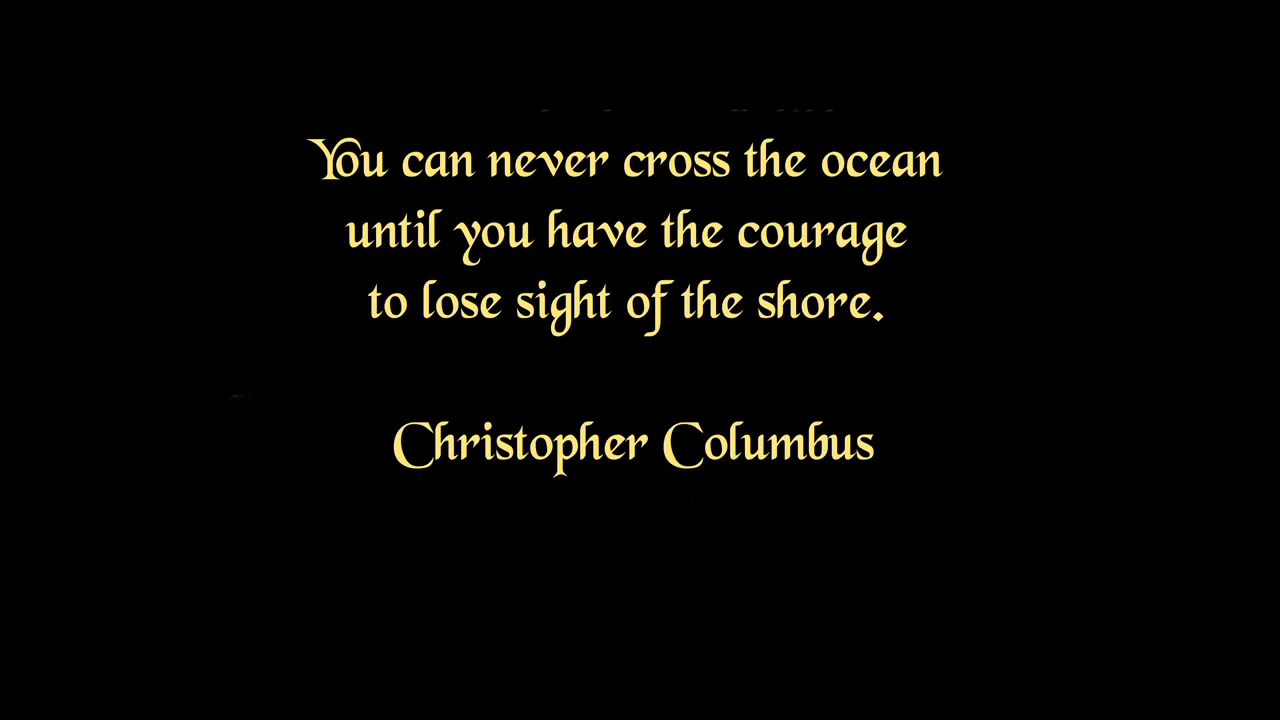 You can never cross the ocean
until you have the courage
to lose sight of the shore.
Christopher Columbus